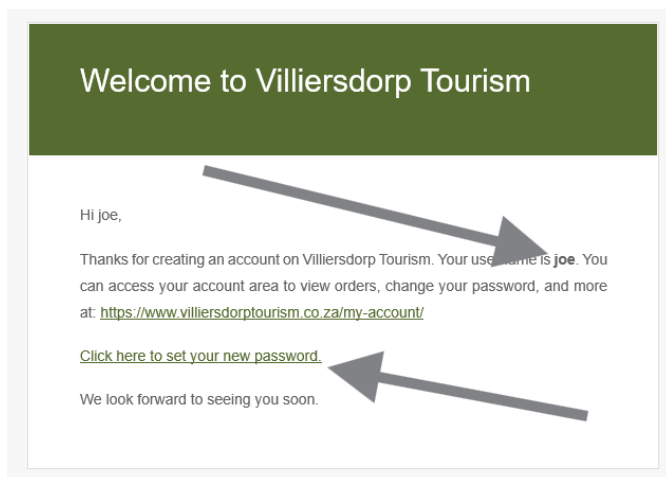 Welcome to Villiersdorp Tourism
Hi joe,
Thanks for creating an account on Villiersdorp Tourism. Your username is joe. You
can access your account area to view orders, change your password, and more
at: https://www.villiersdorptourism.co.za/my-account/
Click here to set your new password.
We look forward to seeing you soon.